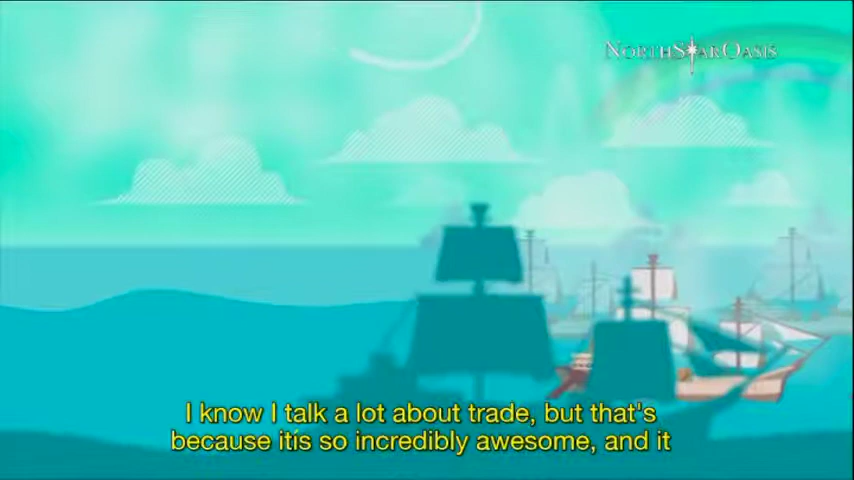 NorthStarOasis
I know I talk a lot about trade, but that's
because itís so incredibly awesome, and it